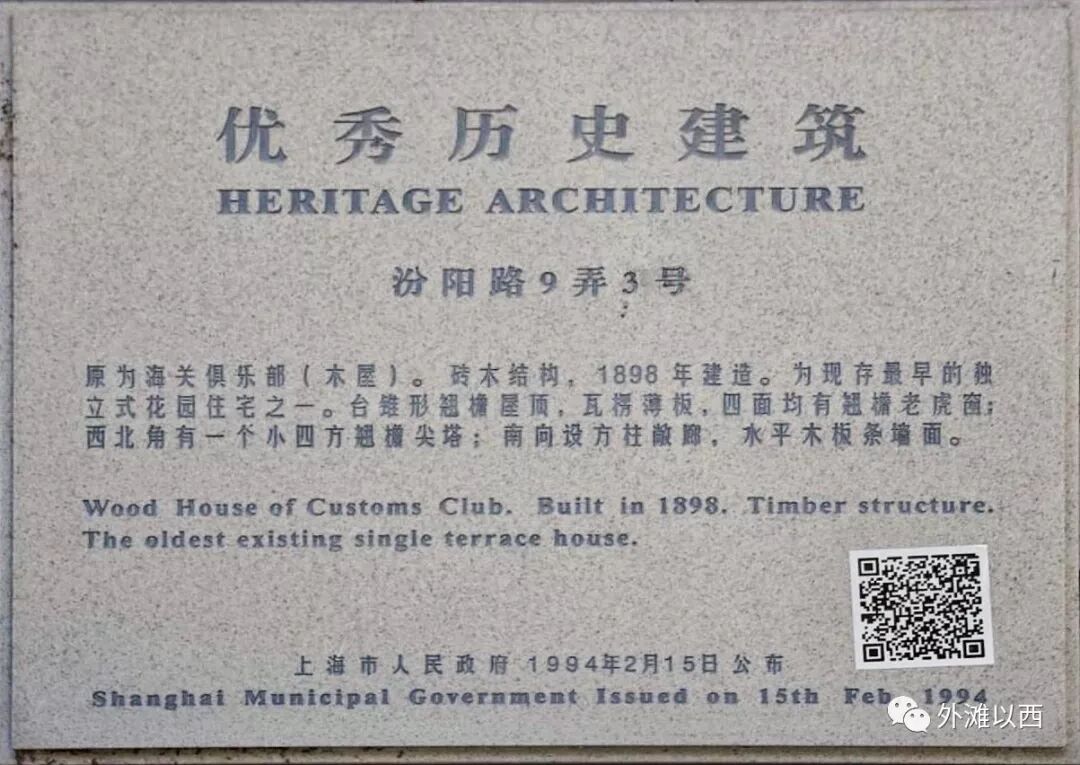 优秀历史建筑
HERITAGE ARCHITECTURE
汾阳路9弄3号
原为海关俱乐部(木屋)。砖木结构,1898年建造。为现存最早的独
立式花园住宅之一。台锥形翘檐屋顶,瓦楞薄板,四面均有翘檐老虎窗;
西北角有一个小四方翘檐尖塔;南向设方柱敞廊,水平木板条墙面。
Wood House of Customs Club. Built in 1898. Timber structure.
The oldest existing single terrace house.
上海市人民政府 1994年2月15日公布
Shanghai Municipal Government Issued on 15th Feb. 1994
外滩以西